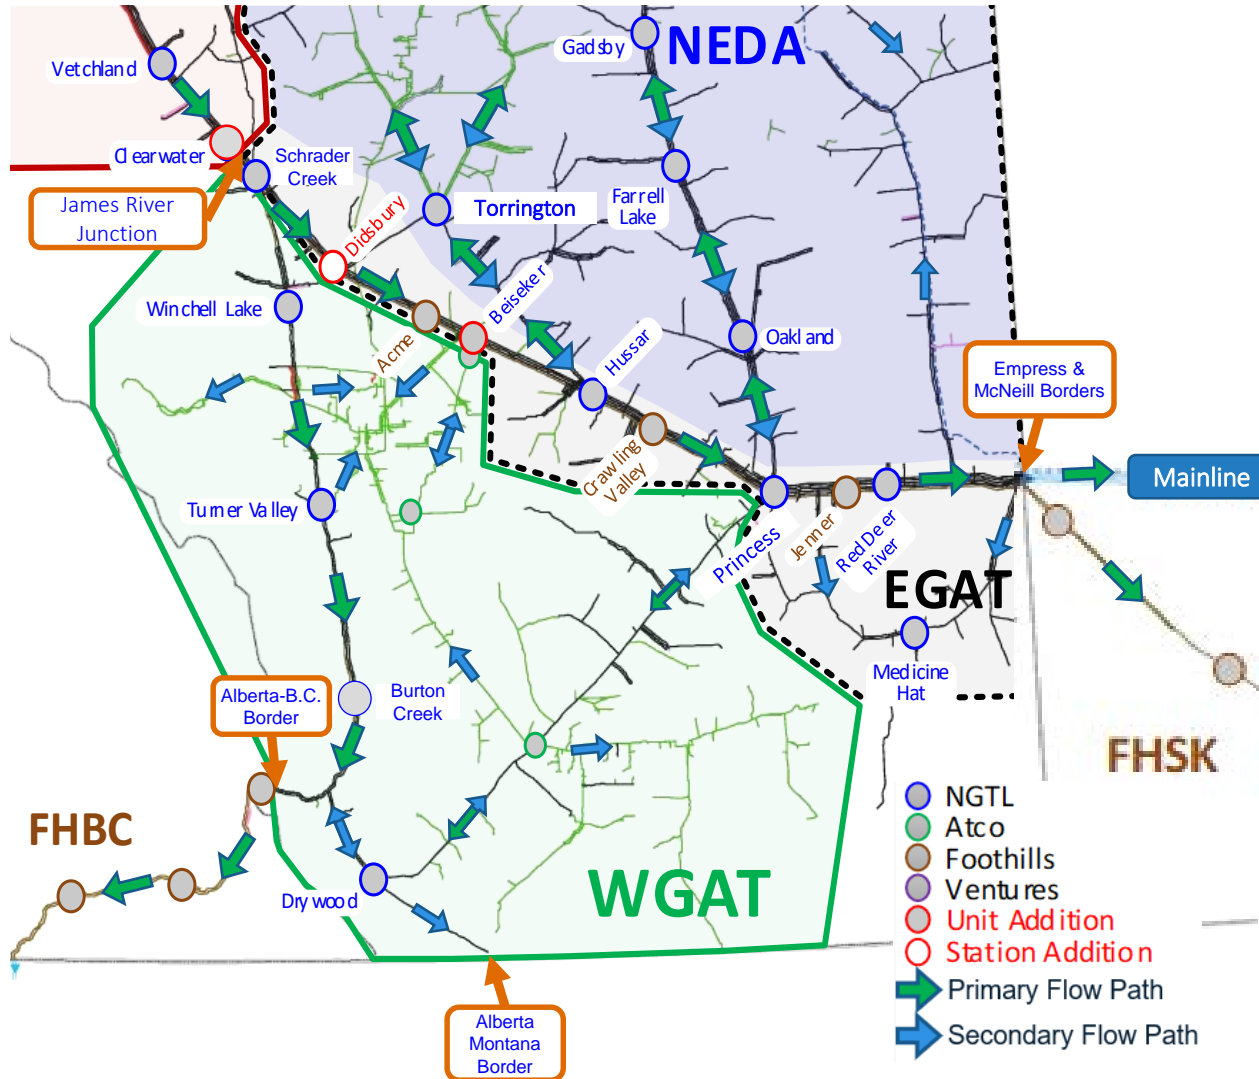 Gadsby
NEDA
Vetchland
Clearwater
Schrader
Creek
James River
Junction
Torrington
Farrell
Lake
Didsbury
Beiseker
Winchell Lake
Acme
Hussar
Oakland
Empress &
McNeill Borders
Crawling
Valley
Mainline
Turner Valley
Princess
Jenner
Red Deer
River
EGAT
Medicine
Hat
Alberta-B.C.
Border
Burton
Creek
FHSK
FHBC
WGAT
Drywood
Alberta
Montana
Border
NGTL
Atco
Foothills
Ventures
Unit Addition
Station Addition
Primary Flow Path
Secondary Flow Path